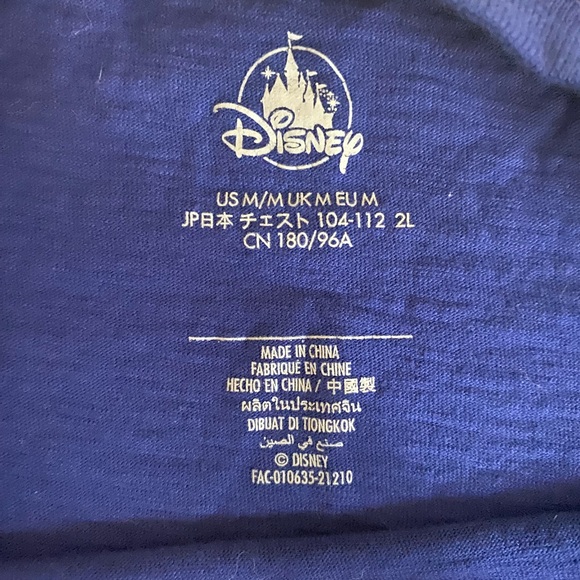 Disney
US M/M UK M EU M
JP日本 チェスト 104-112 2L
CN 180/96A
MADE IN CHINA
FABRIQUÉ EN CHINE
HECHO EN CHINA / 中國製
ผลิตในประเทศจีน
DIBUAT DI TIONGKOK
صنع في الصين
© DISNEY
FAC-010635-21210